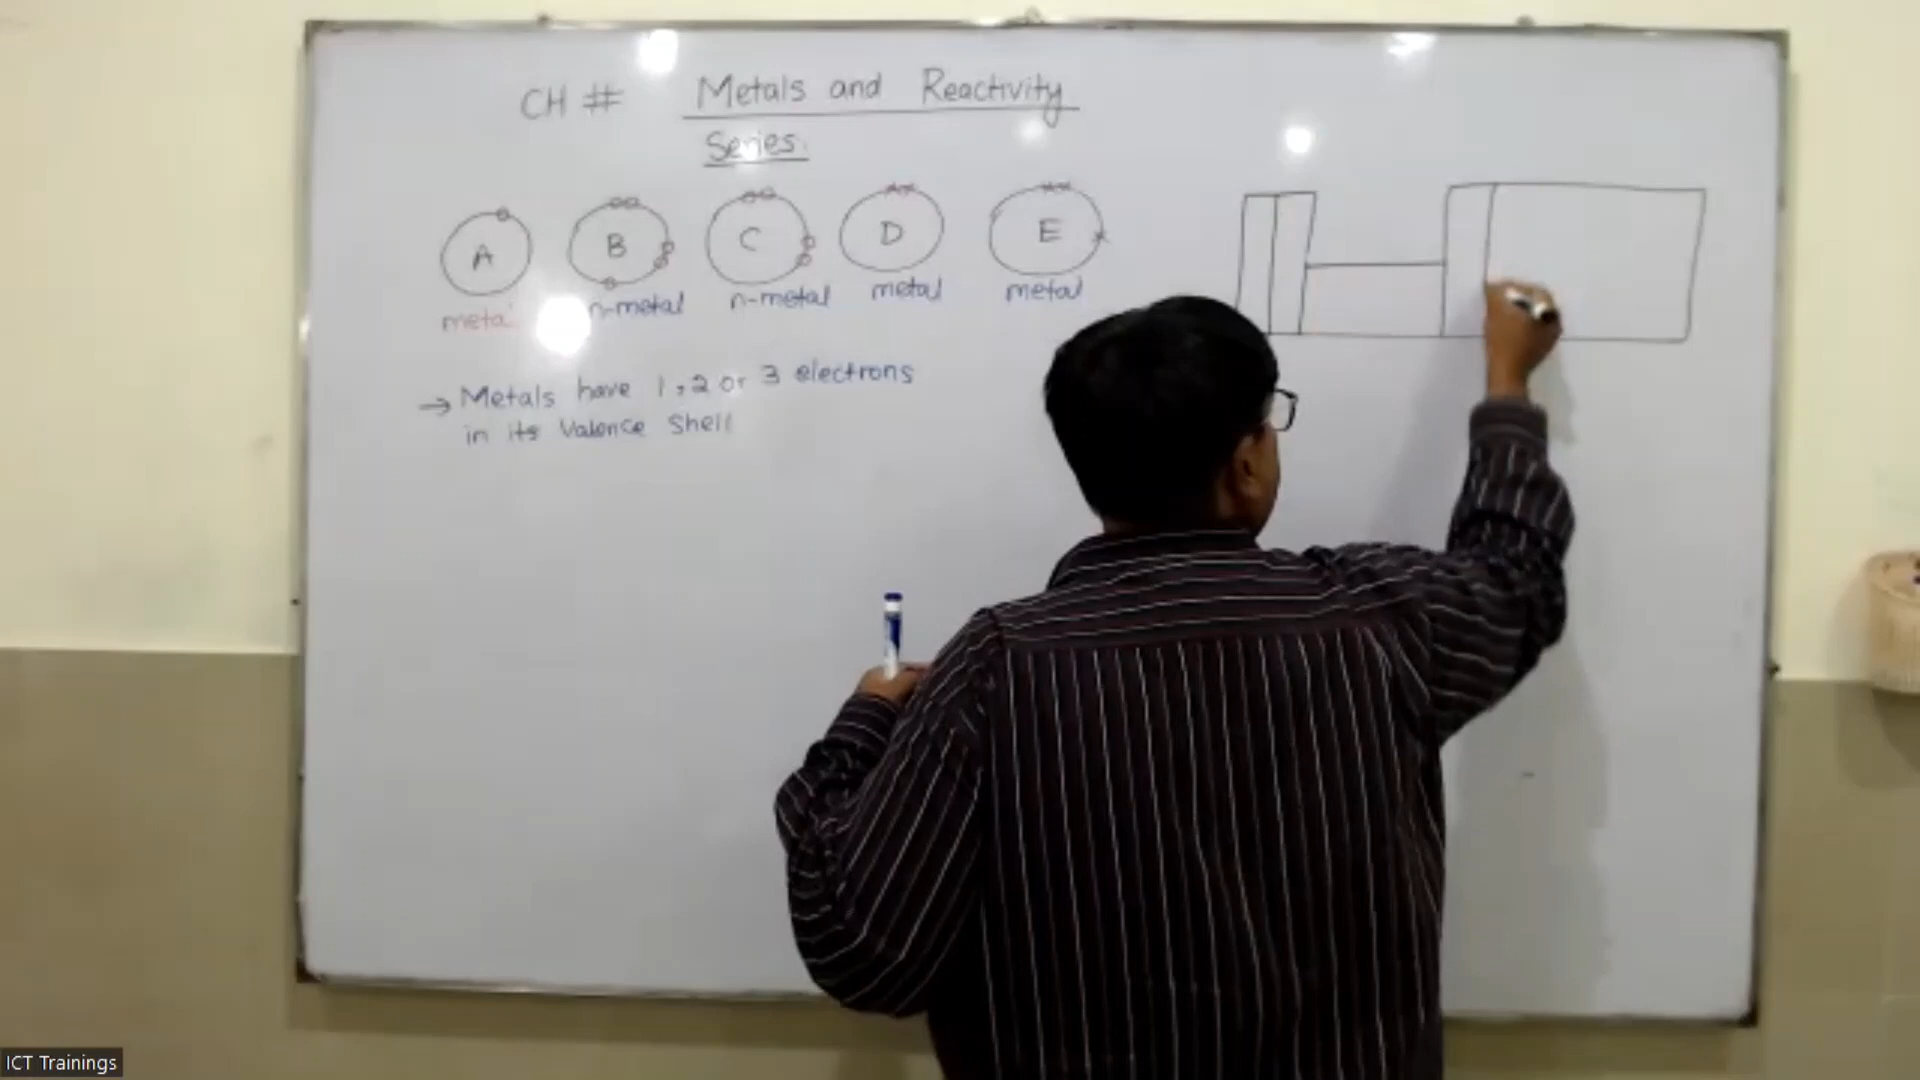 CH # Metals and Reactivity
Series.
A B C D E
metal n-metal n-metal metal metal
→ Metals have 1, 2 or 3 electrons
in its Valence Shell
ICT Trainings